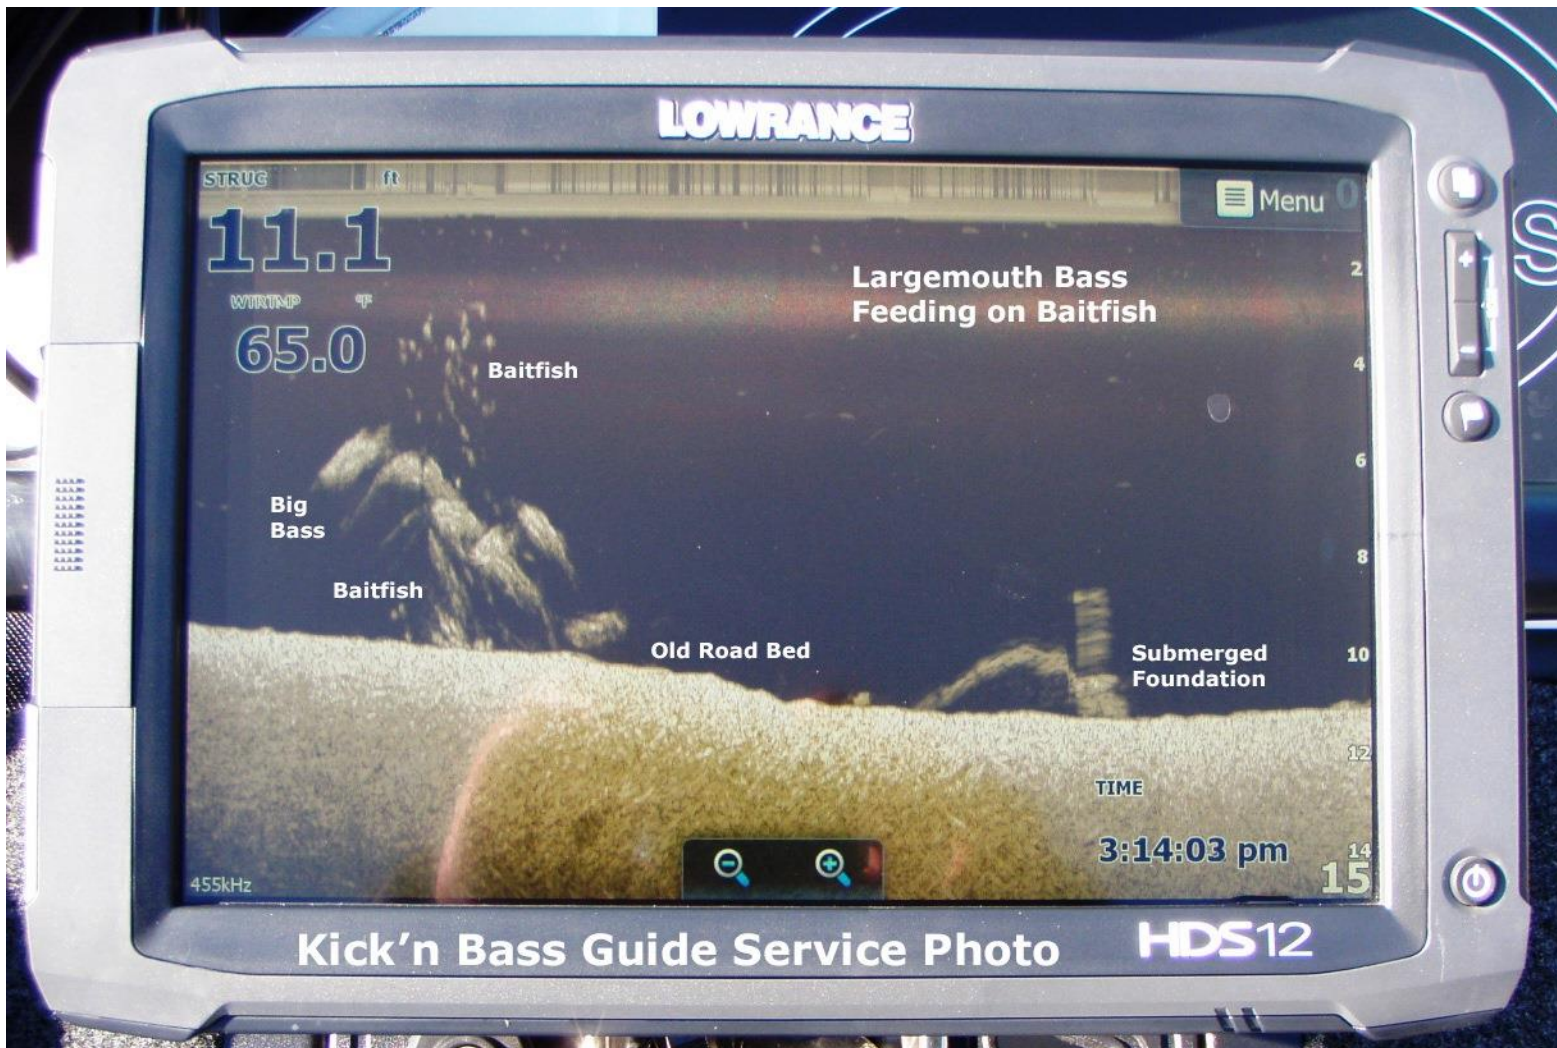 LOWRANCE
STRUC ft
11.1
WTRTMP °F
65.0
Menu 0
Largemouth Bass
Feeding on Baitfish
2
4
Baitfish
6
Big
Bass
8
Baitfish
Old Road Bed
Submerged
Foundation
10
12
TIME
3:14:03 pm
14
15
455kHz
Kick'n Bass Guide Service Photo
HDS12
S